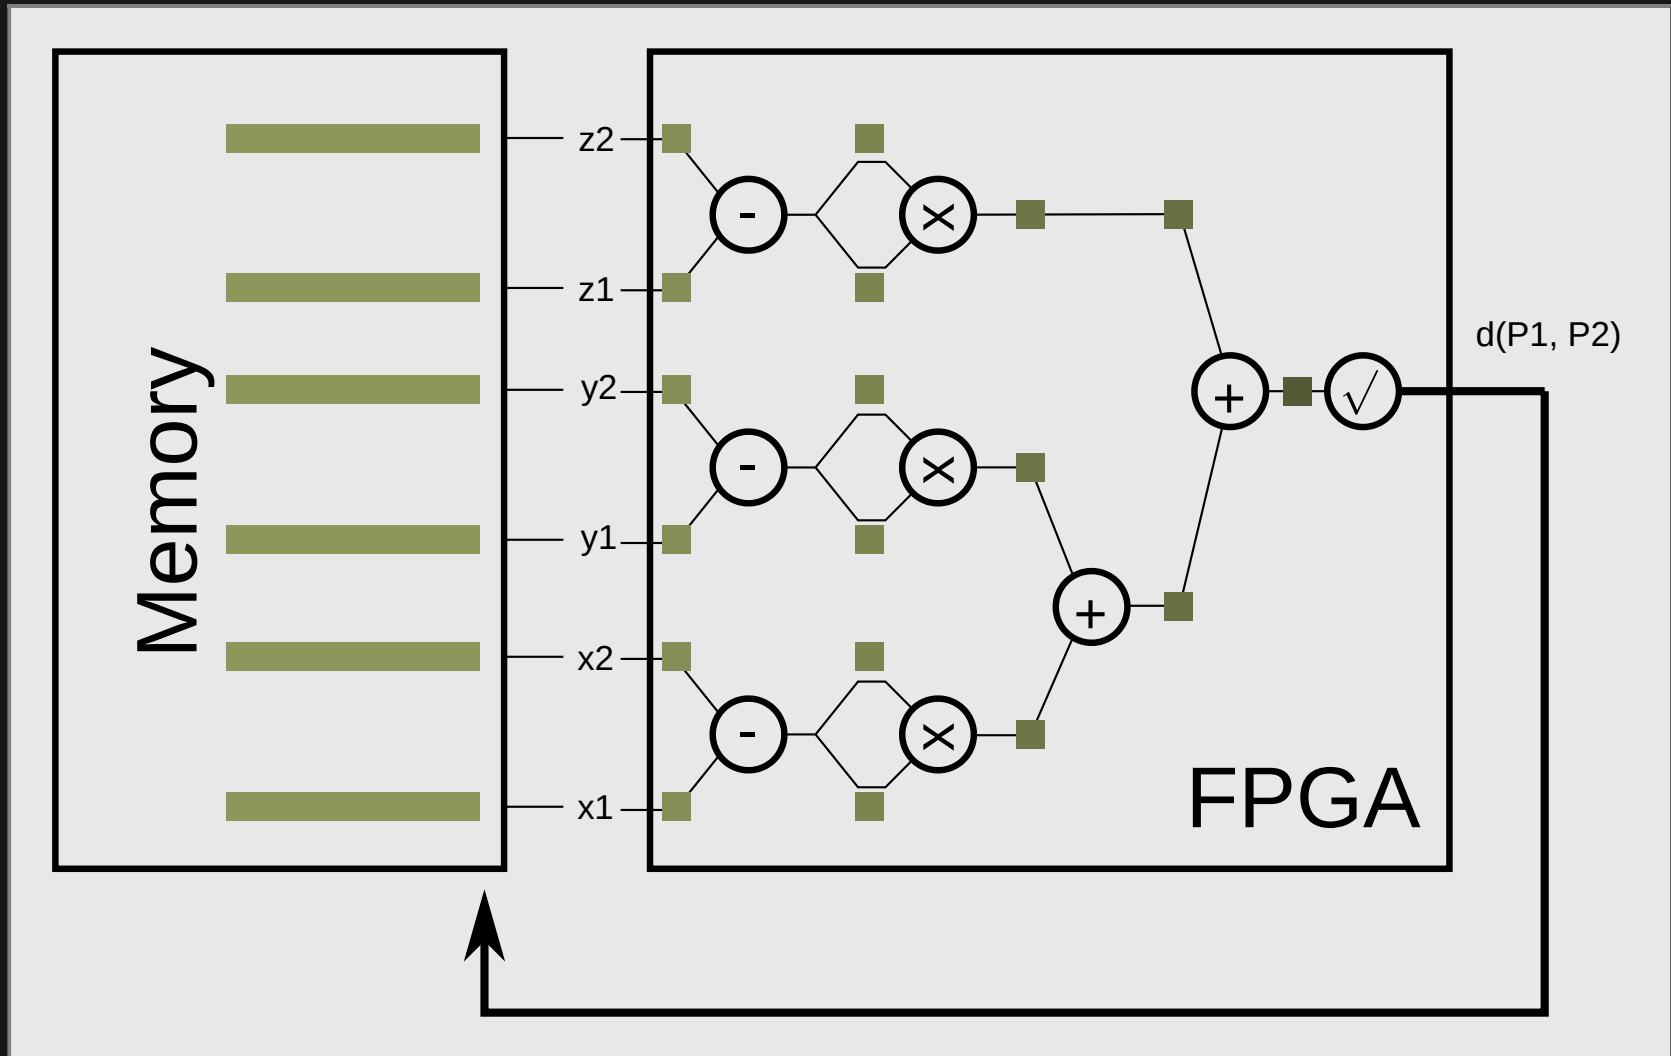 Memory
z2
z1
y2
y1
x2
x1
-
x
-
x
-
x
+
+
√
FPGA
d(P1, P2)